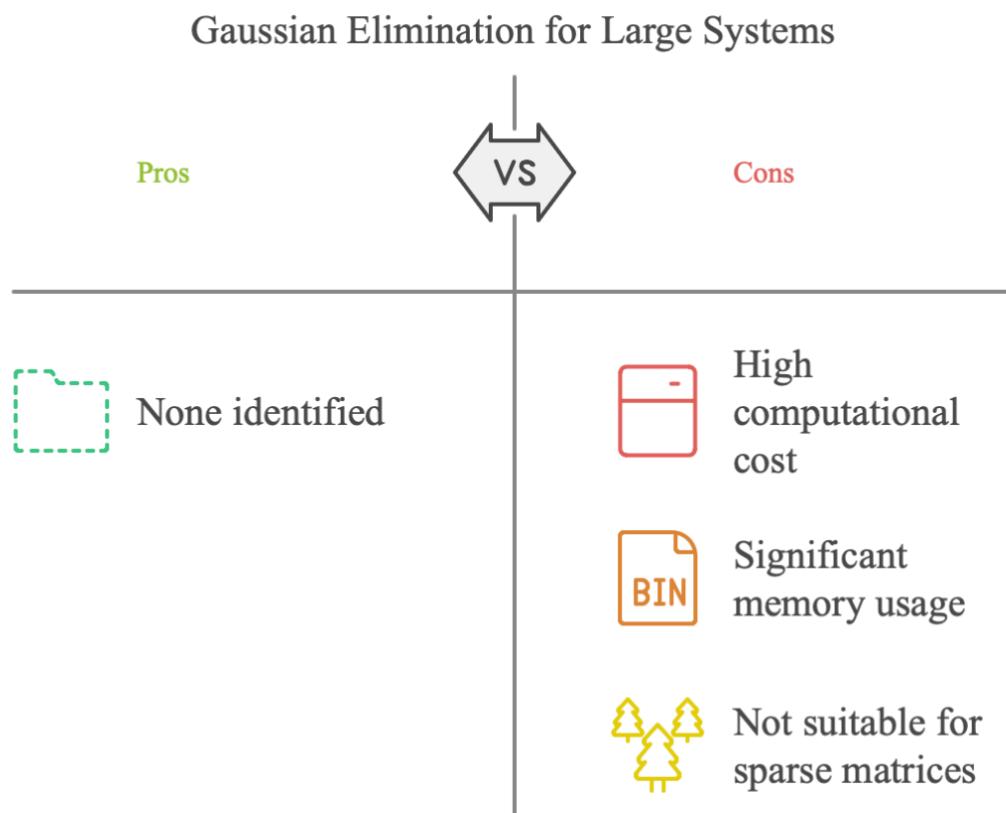 Gaussian Elimination for Large Systems
Pros
VS
Cons
None identified
High
computational
cost
BIN
Significant
memory usage
Not suitable for
sparse matrices